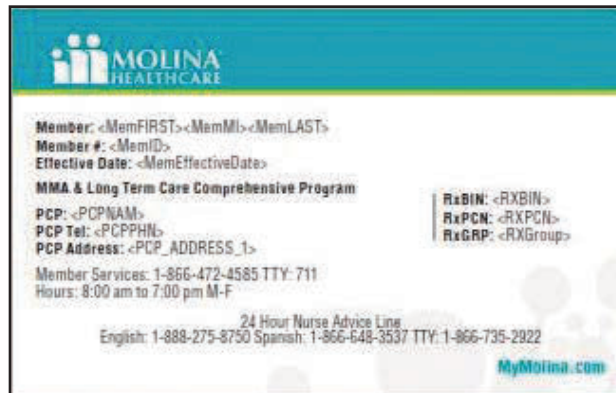 MOLINA
HEALTHCARE
Member: <MemFIRST><MemMI><MemLAST>
Member #: <MemID>
Effective Date: <MemEffectiveDate>
MMA & Long Term Care Comprehensive Program
PCP: <PCPNAM>
PCP Tel: <PCPPHN>
PCP Address: <PCP_ADDRESS_1>
RxBIN: <RXBIN>
RxPCN: <RXPCN>
RxGRP: <RXGroup>
Member Services: 1-866-472-4585 TTY: 711
Hours: 8:00 am to 7:00 pm M-F
24 Hour Nurse Advice Line
English: 1-888-275-8750 Spanish: 1-866-648-3537 TTY: 1-866-735-2922
MyMolina.com